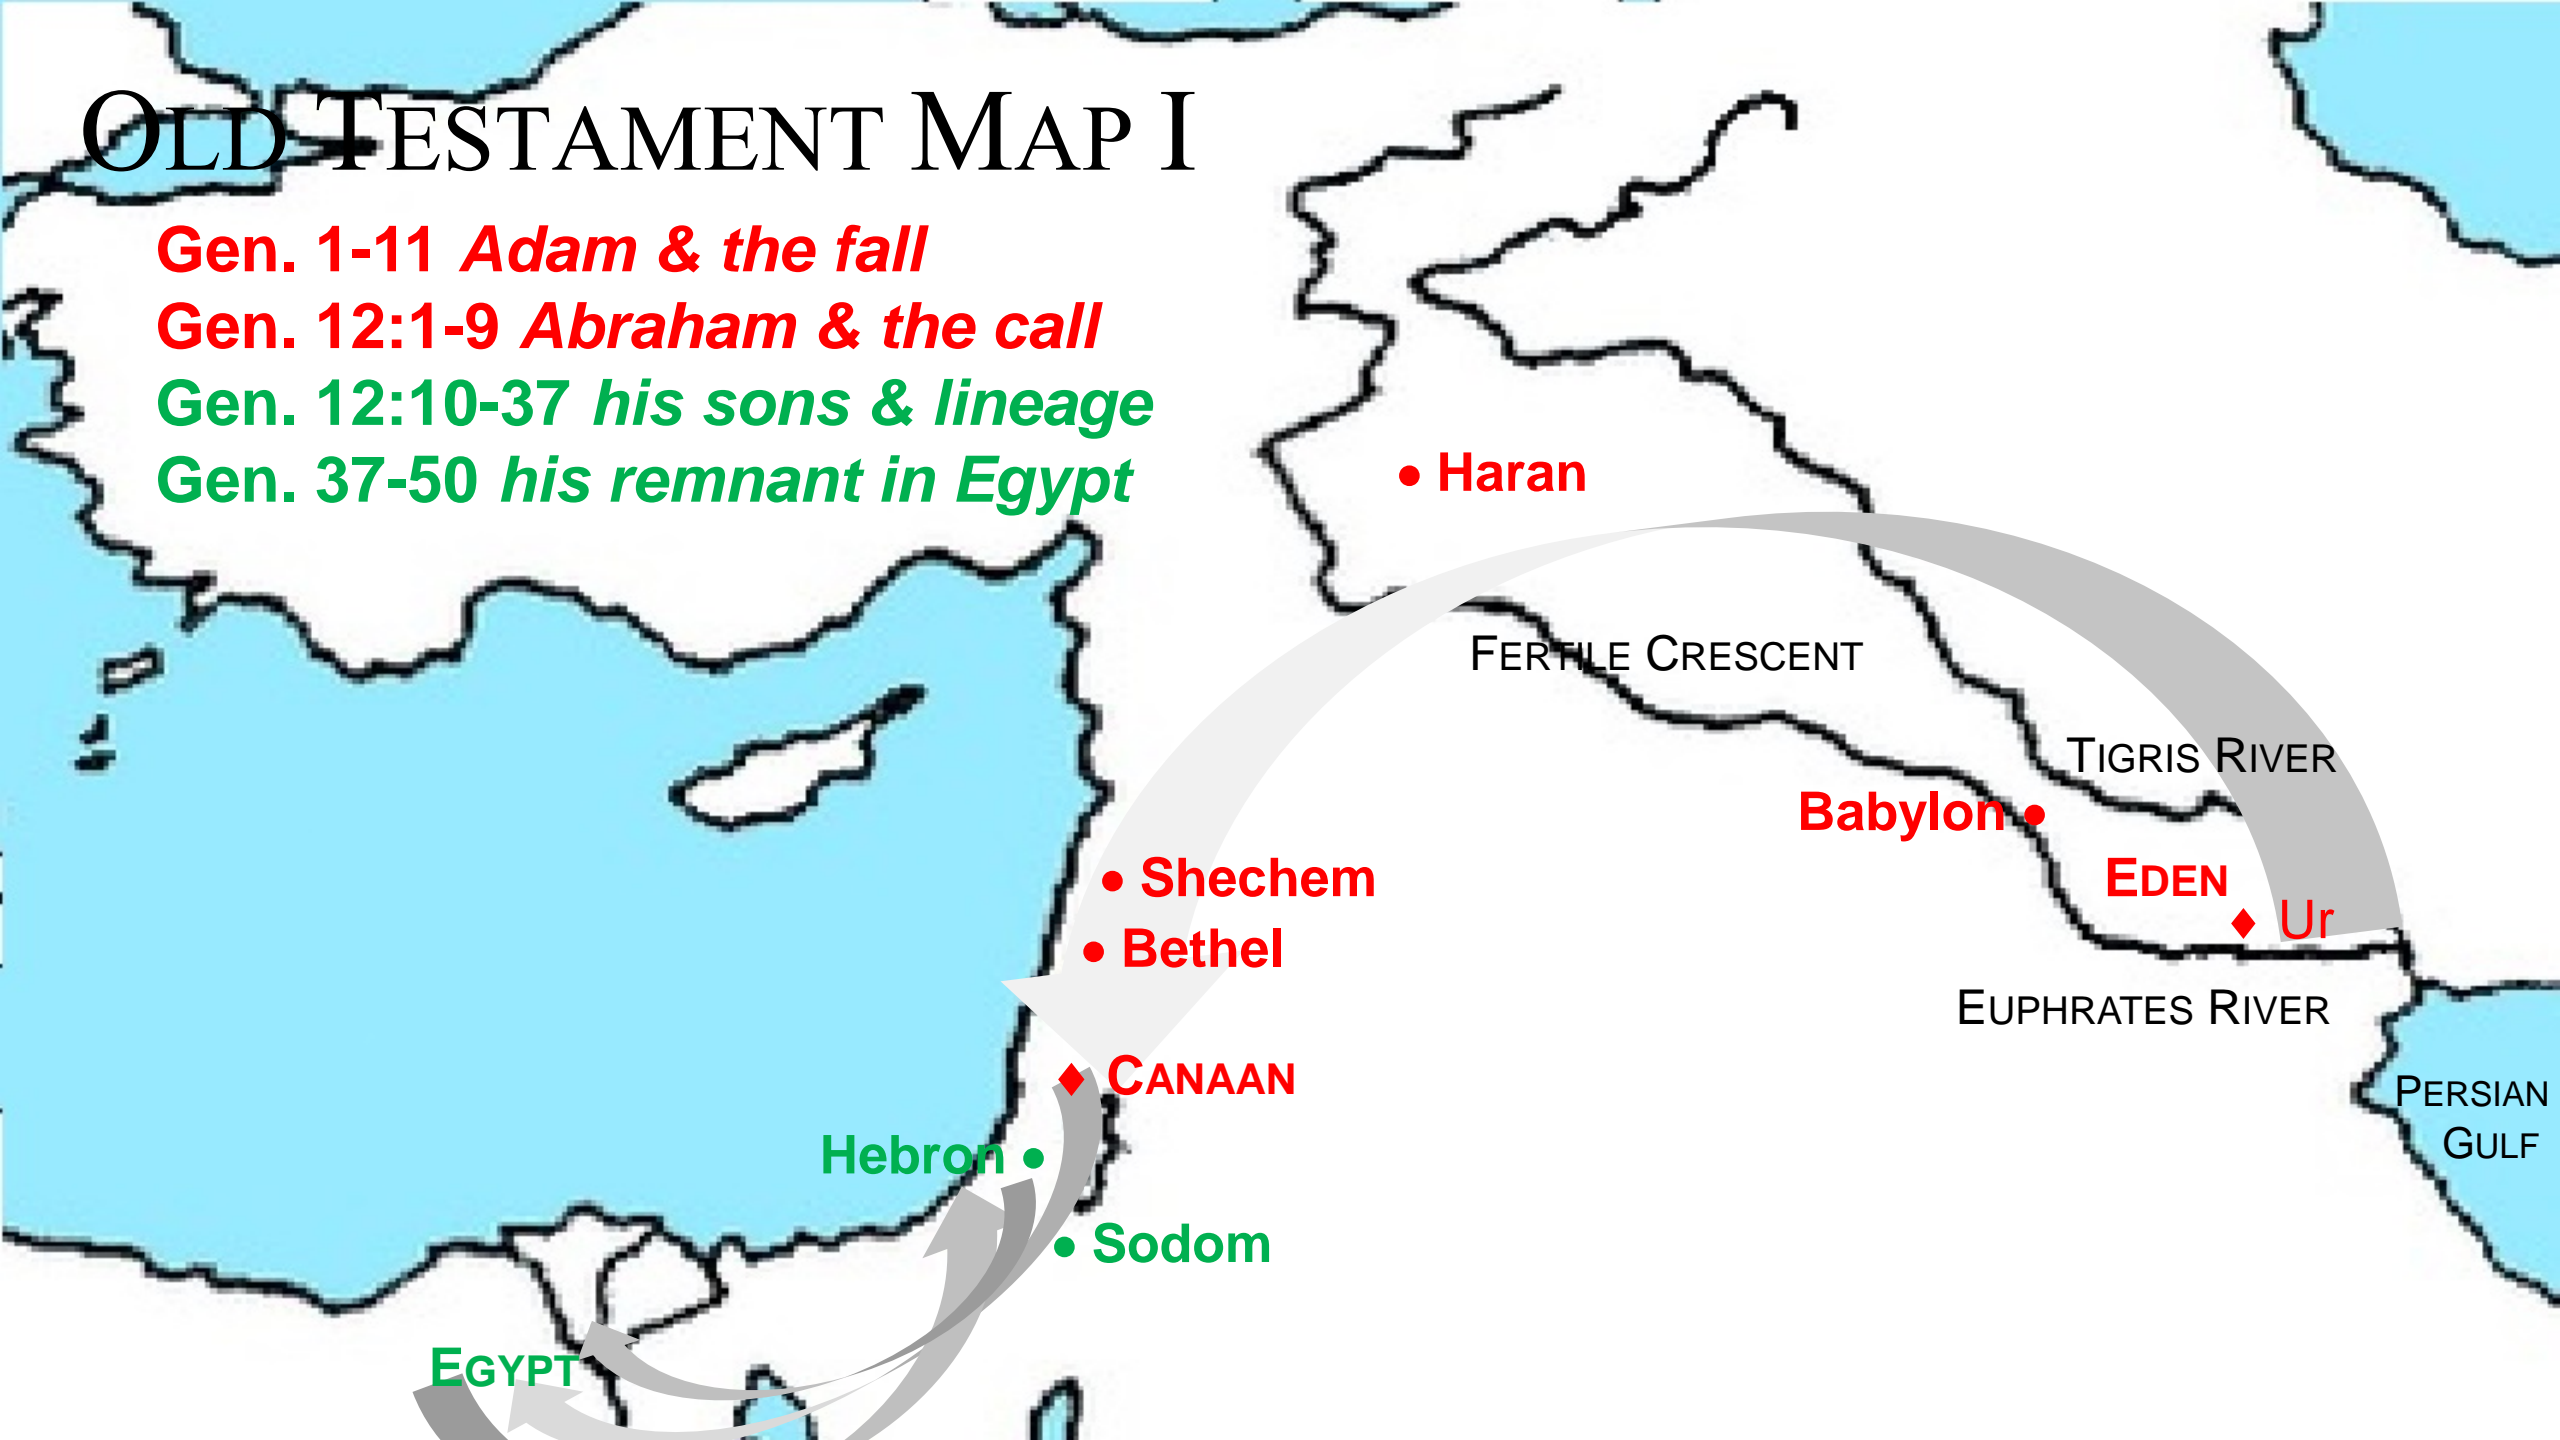 OLD TESTAMENT MAP I
Gen. 1-11 Adam & the fall
Gen. 12:1-9 Abraham & the call
Gen. 12:10-37 his sons & lineage
Gen. 37-50 his remnant in Egypt
• Haran
FERTILE CRESCENT
TIGRIS RIVER
Babylon •
• Shechem
EDEN
♦ Ur
• Bethel
EUPHRATES RIVER
♦ CANAAN
PERSIAN
GULF
Hebron •
• Sodom
EGYPT